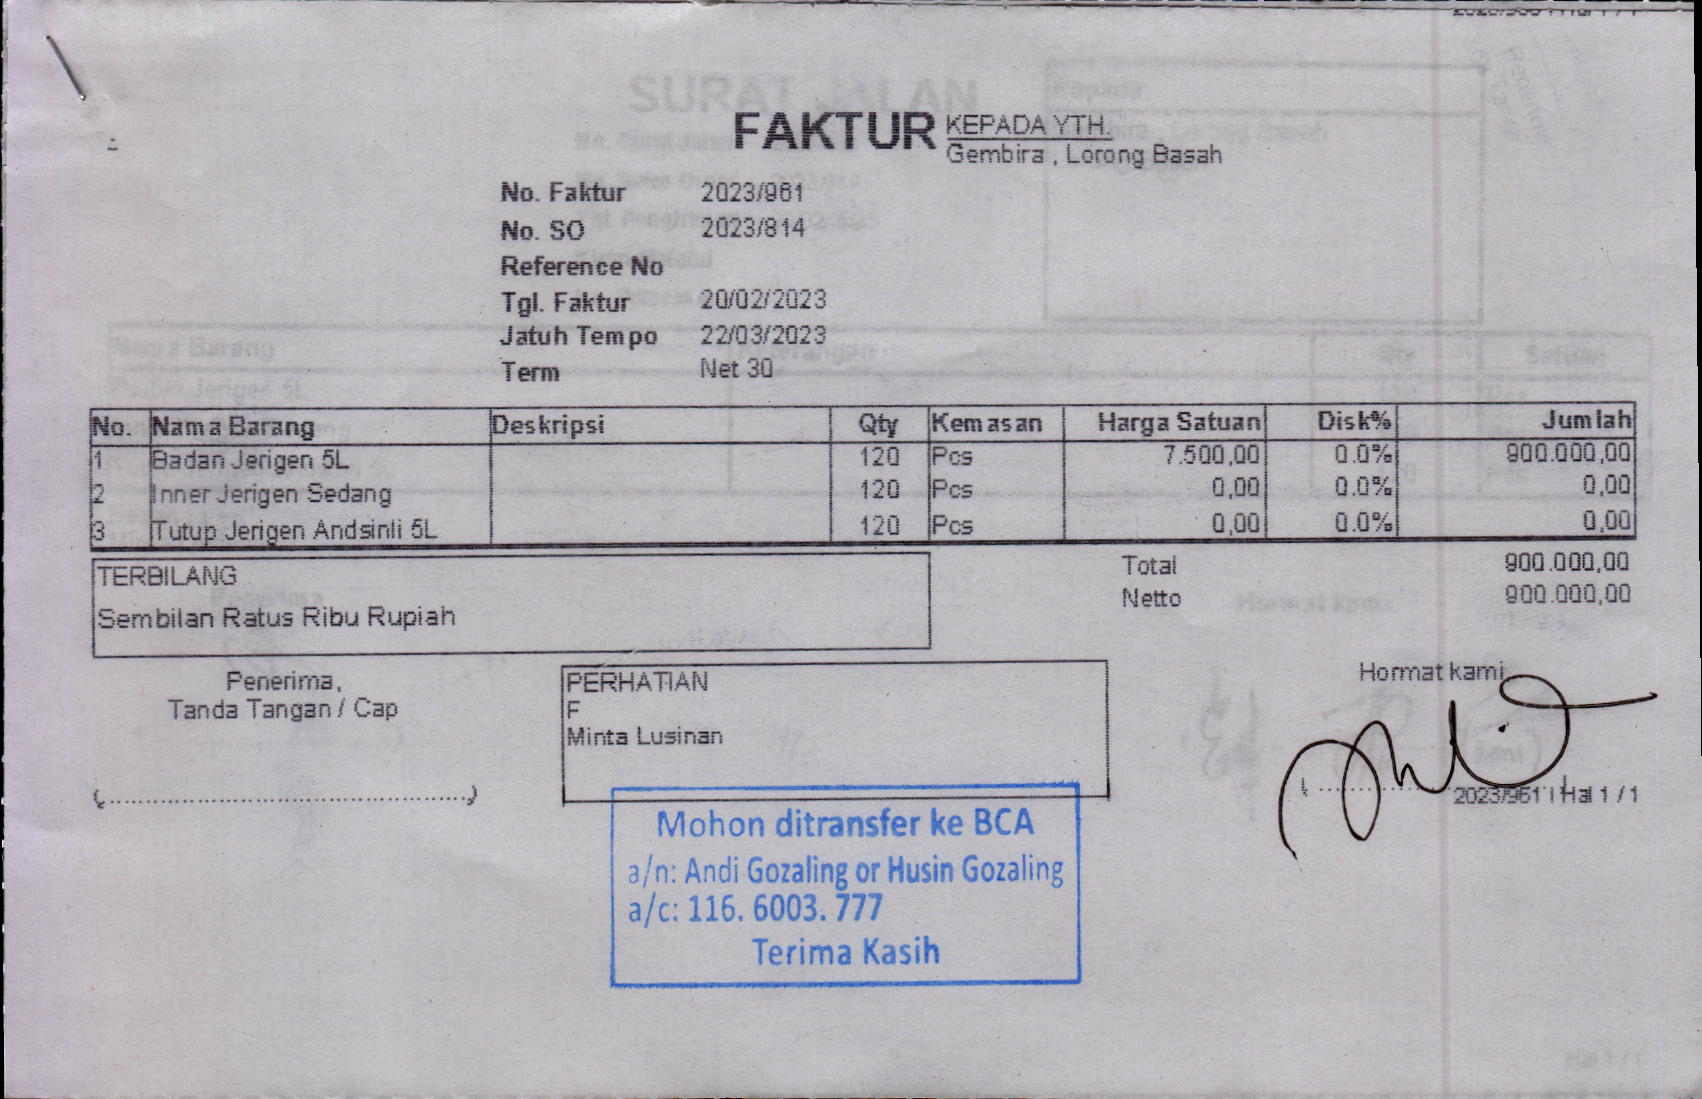 FAKTUR
KEPADA YTH.
Gembira , Lorong Basah
No. Faktur 2023/961
No. SO 2023/814
Reference No
Tgl. Faktur 20/02/2023
Jatuh Tempo 22/03/2023
Term Net 30
No. Nama Barang Deskripsi Qty Kemasan Harga Satuan Disk% Jumlah
1 Badan Jerigen 5L 120 Pcs 7.500,00 0.0% 900.000,00
2 Inner Jerigen Sedang 120 Pcs 0,00 0.0% 0,00
3 Tutup Jerigen Andsinli 5L 120 Pcs 0,00 0.0% 0,00
Total 900.000,00
Netto 900.000,00
TERBILANG
Sembilan Ratus Ribu Rupiah
Penerima,
Tanda Tangan / Cap
PERHATIAN
F
Minta Lusinan
Hormat kami,
2023/961 | Hal 1 / 1
Mohon ditransfer ke BCA
a/n: Andi Gozaling or Husin Gozaling
a/c: 116. 6003. 777
Terima Kasih